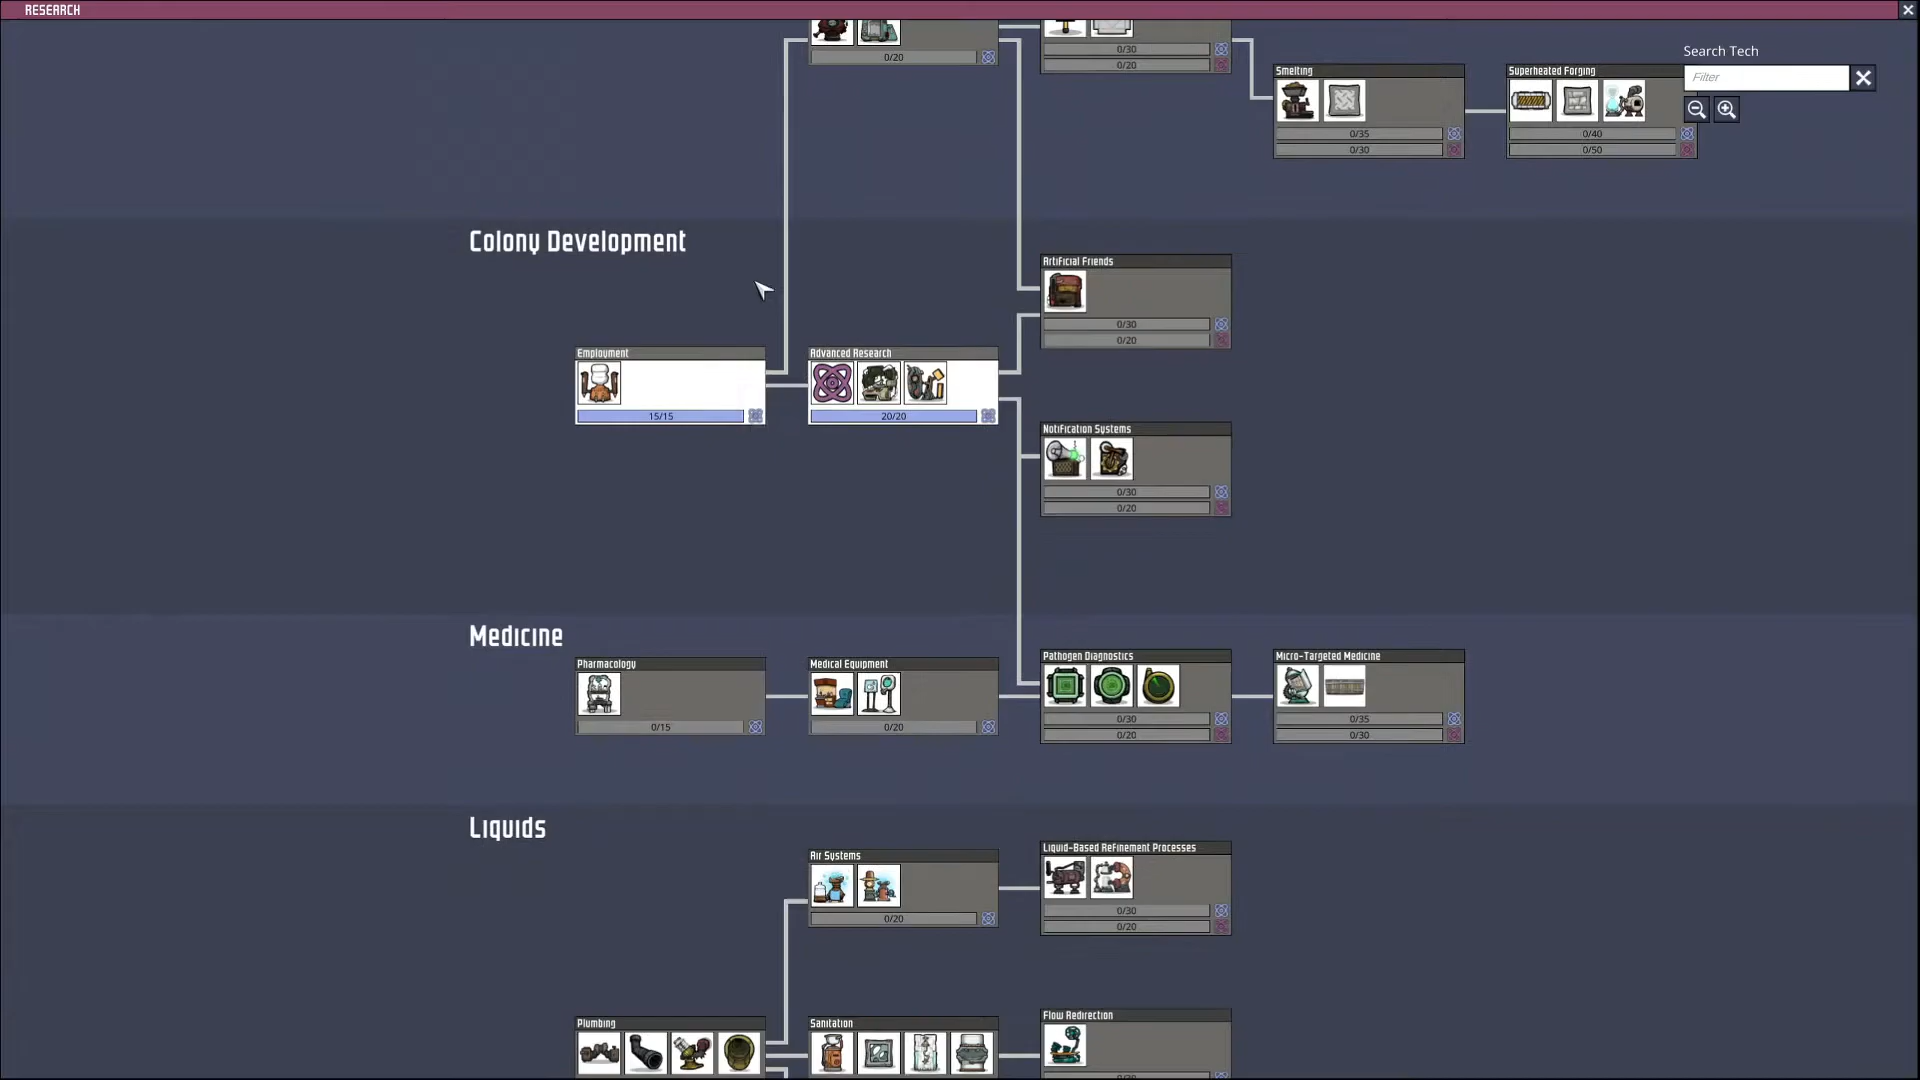 RESEARCH
0/20
0/30
0/20
Search Tech
Filter
Smelting
0/35
0/30
Superheated Forging
0/40
0/50
Colony Development
Artificial Friends
0/30
0/20
Employment
15/15
Advanced Research
20/20
Notification Systems
0/30
0/20
Medicine
Pharmacology
0/15
Medical Equipment
0/20
Pathogen Diagnostics
0/30
0/20
Micro-Targeted Medicine
0/35
0/30
Liquids
Air Systems
0/20
Liquid-Based Refinement Processes
0/30
0/20
Plumbing
Sanitation
Flow Redirection